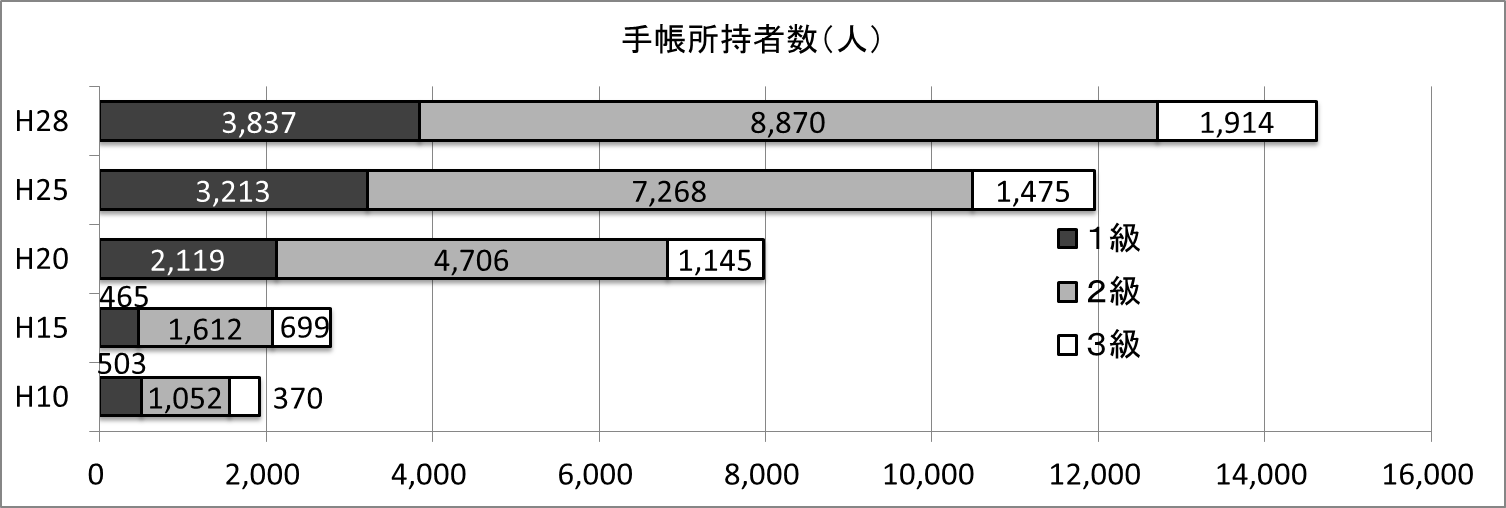 手帳所持者数（人）
H28 3,837 8,870 1,914
H25 3,213 7,268 1,475
H20 2,119 4,706 1,145
１級
465
２級
H15 1,612 699
３級
503
H10 1,052 370
0 2,000 4,000 6,000 8,000 10,000 12,000 14,000 16,000